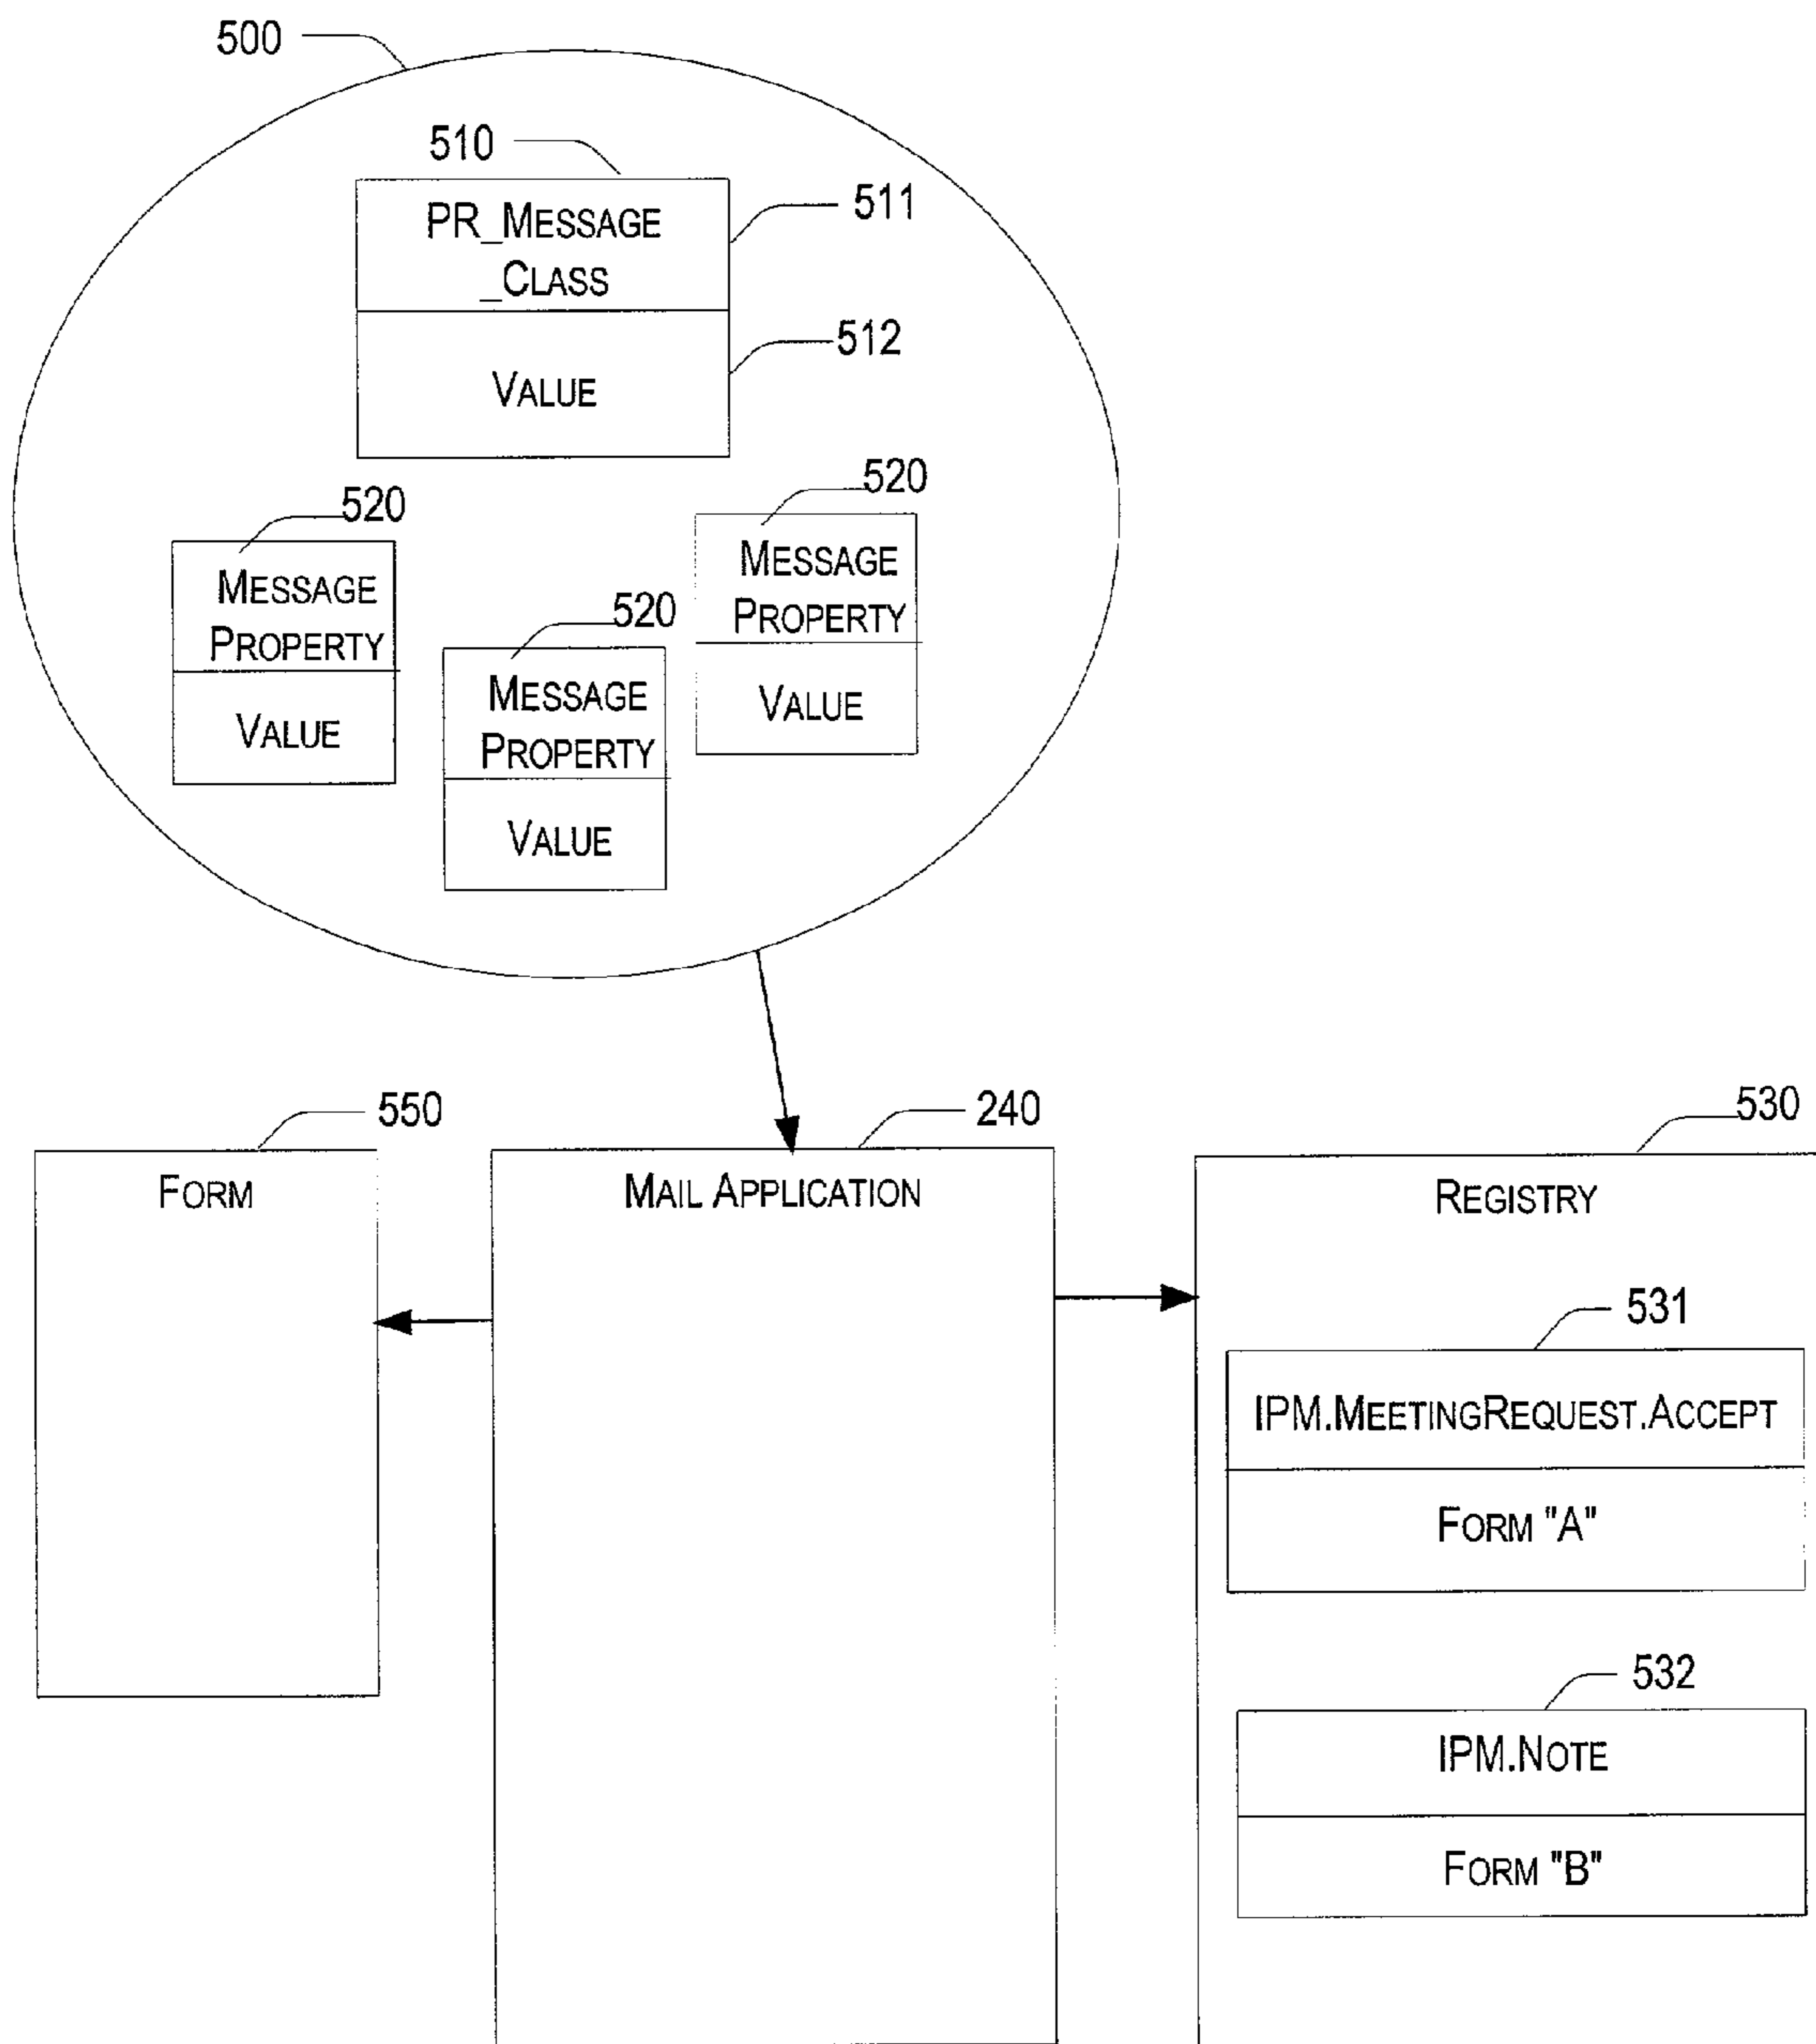 500
510
PR_MESSAGE
_CLASS
511
VALUE
512
520
MESSAGE
PROPERTY
VALUE
520
MESSAGE
PROPERTY
VALUE
520
MESSAGE
PROPERTY
VALUE
550
FORM
240
MAIL APPLICATION
530
REGISTRY
531
IPM.MEETINGREQUEST.ACCEPT
FORM "A"
532
IPM.NOTE
FORM "B"